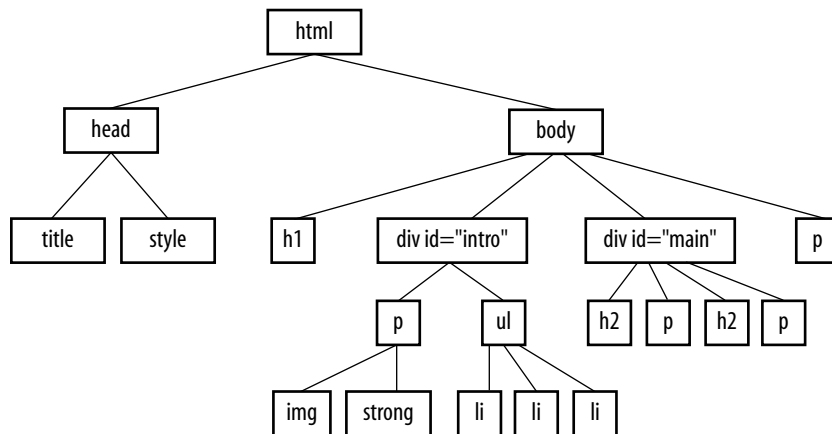 html
head body
title style h1 div id="intro" div id="main" p
p ul h2 p h2 p
img strong li li li